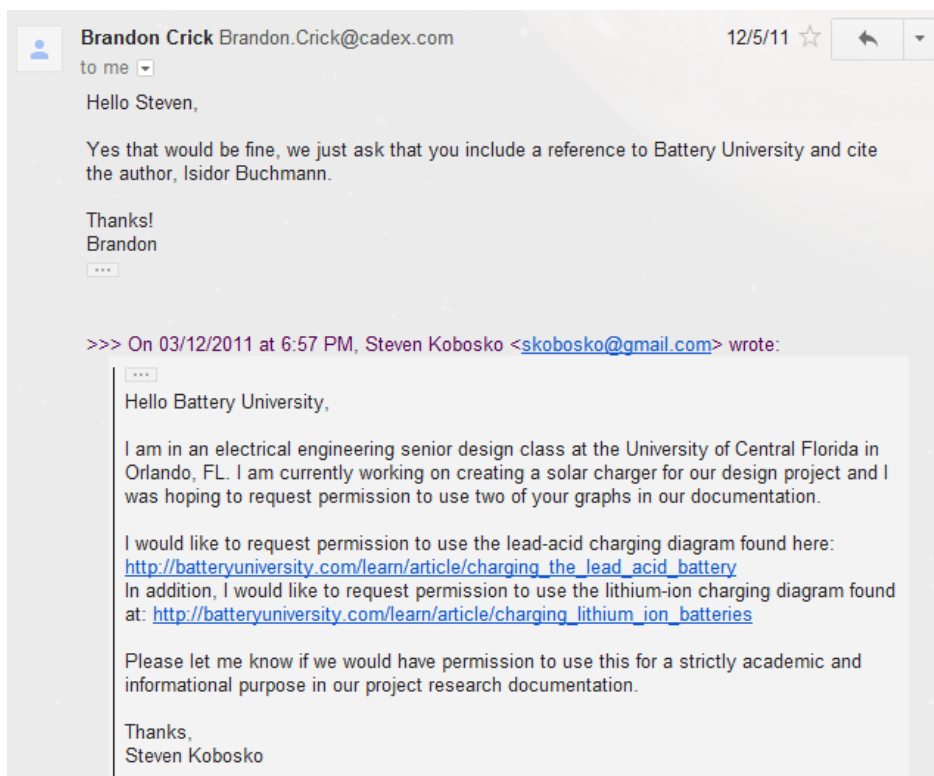 Brandon Crick Brandon.Crick@cadex.com 12/5/11
to me
Hello Steven,
Yes that would be fine, we just ask that you include a reference to Battery University and cite
the author, Isidor Buchmann.
Thanks!
Brandon
>>> On 03/12/2011 at 6:57 PM, Steven Kobosko <skobosko@gmail.com> wrote:
Hello Battery University,
I am in an electrical engineering senior design class at the University of Central Florida in
Orlando, FL. I am currently working on creating a solar charger for our design project and I
was hoping to request permission to use two of your graphs in our documentation.
I would like to request permission to use the lead-acid charging diagram found here:
http://batteryuniversity.com/learn/article/charging_the_lead_acid_battery
In addition, I would like to request permission to use the lithium-ion charging diagram found
at: http://batteryuniversity.com/learn/article/charging_lithium_ion_batteries
Please let me know if we would have permission to use this for a strictly academic and
informational purpose in our project research documentation.
Thanks,
Steven Kobosko